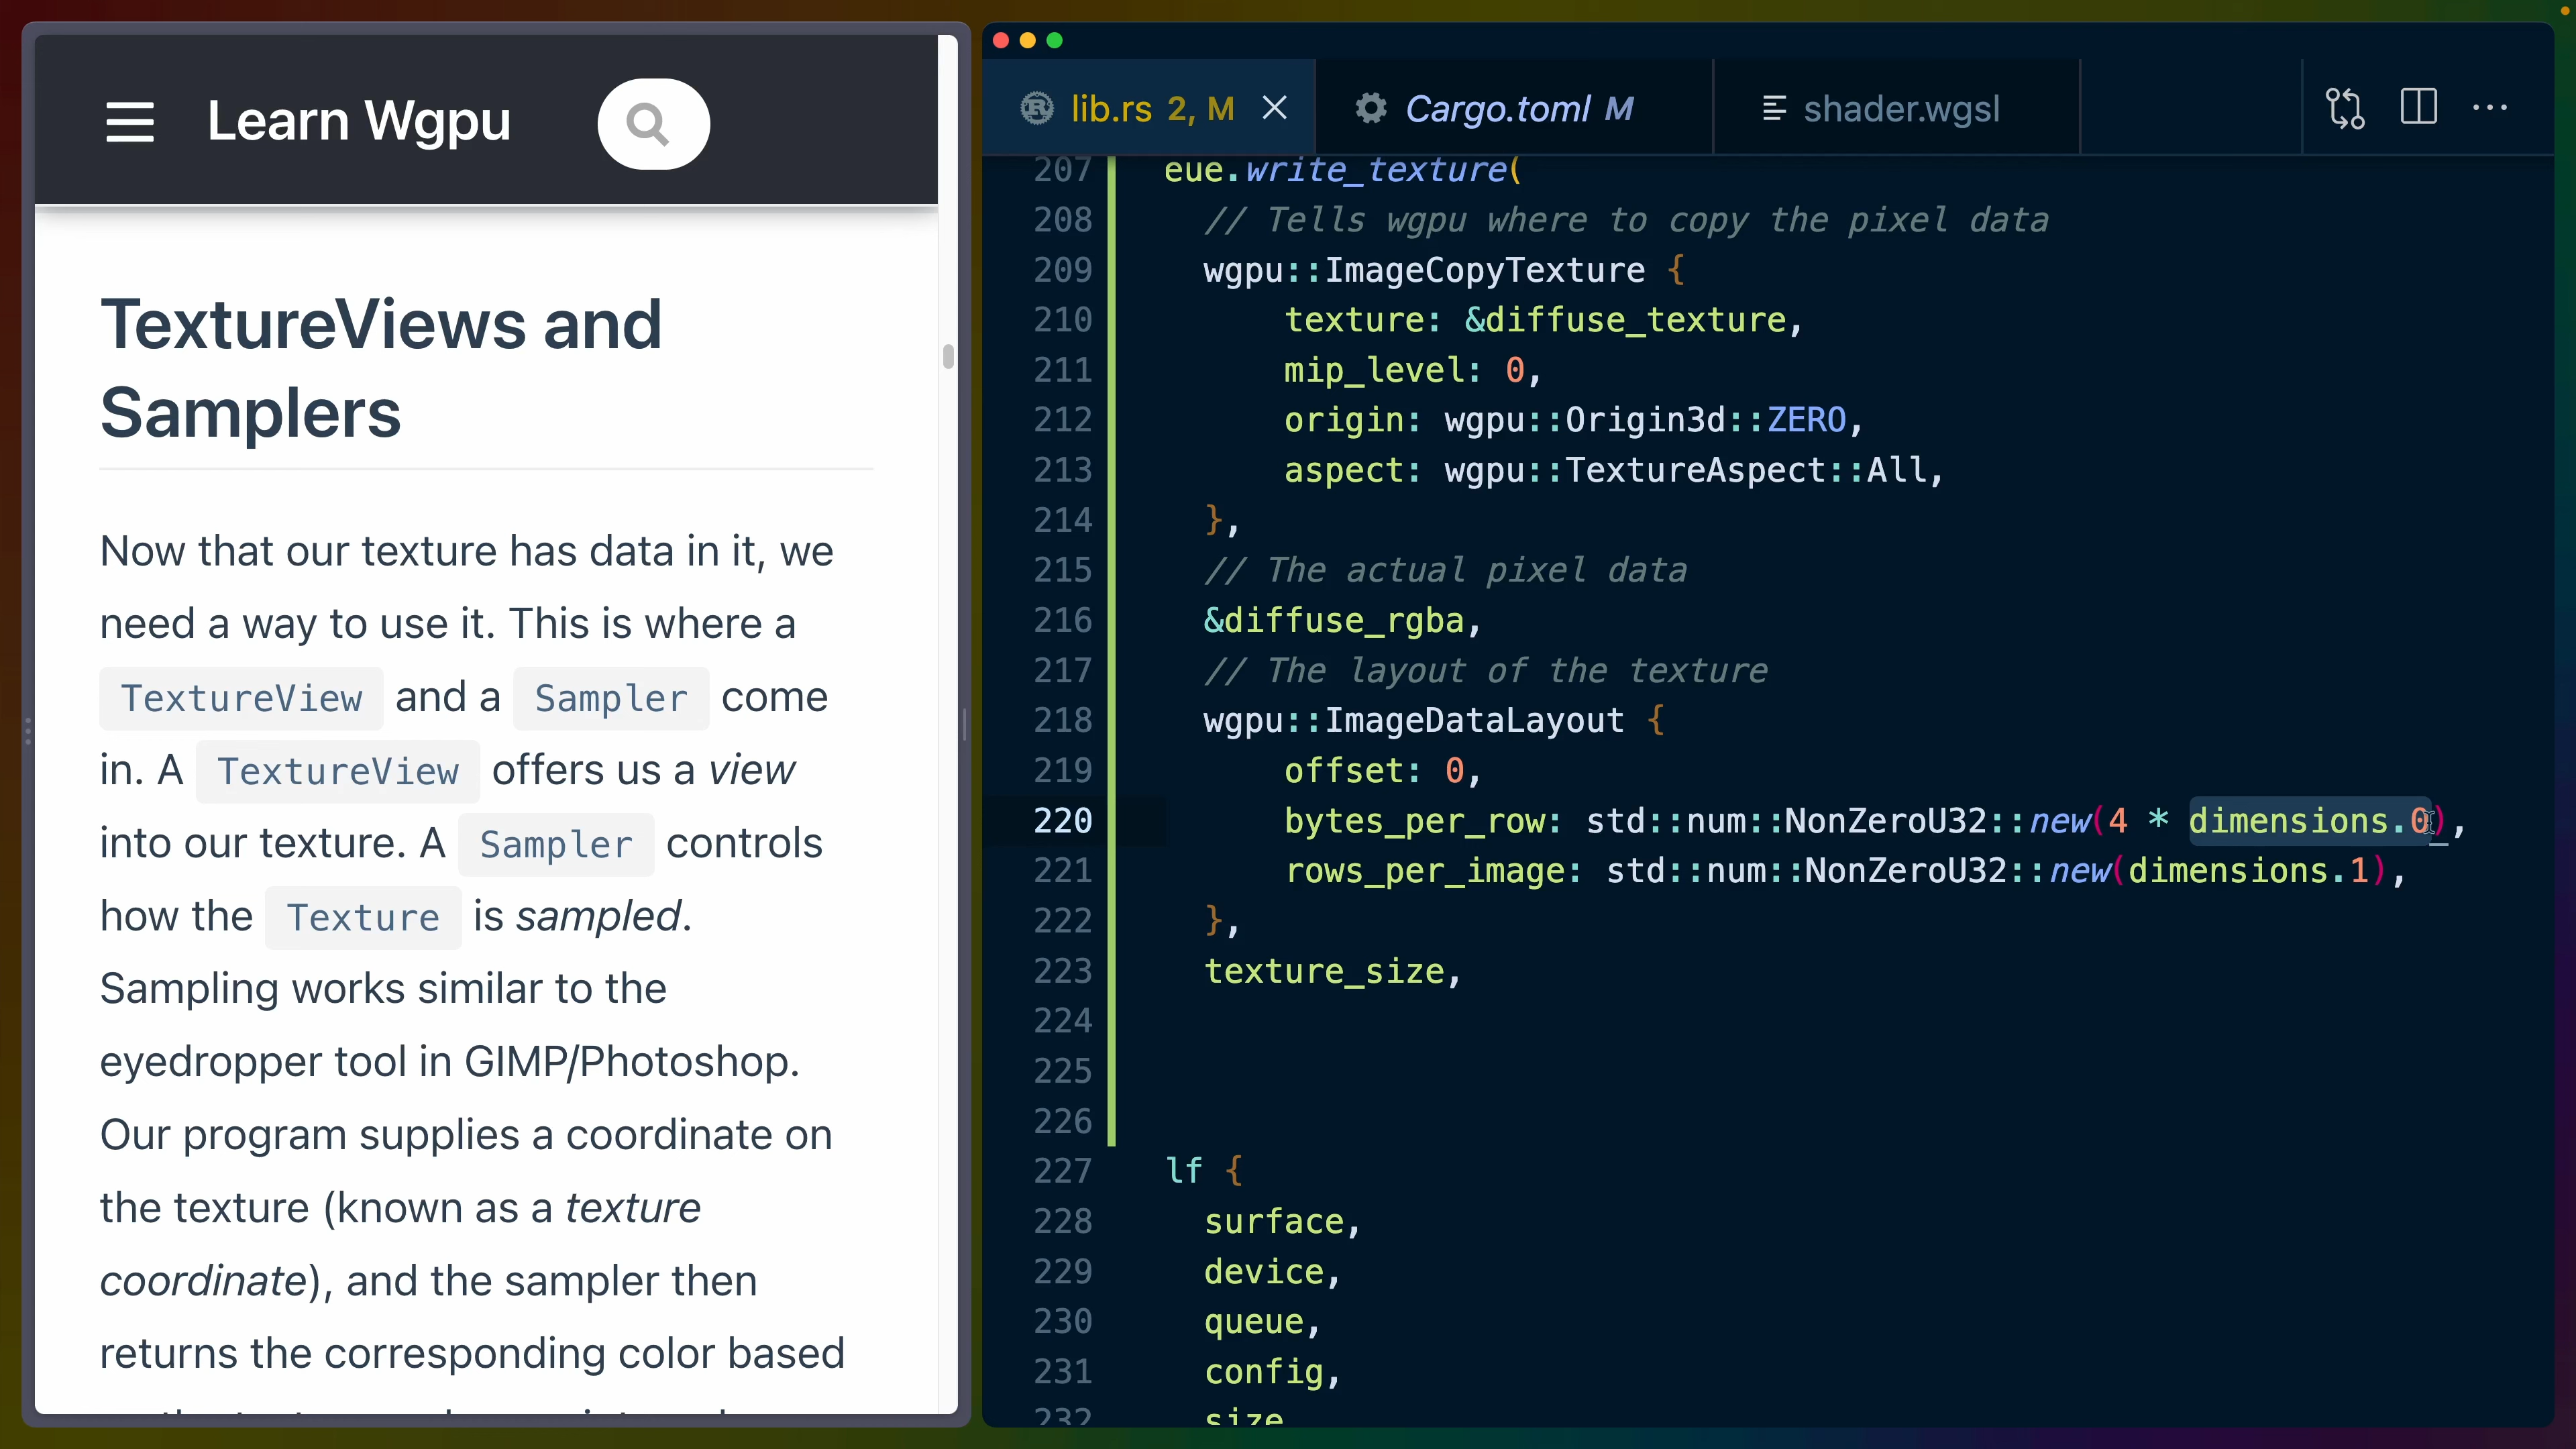 Learn Wgpu
TextureViews and
Samplers
Now that our texture has data in it, we
need a way to use it. This is where a
TextureView and a Sampler come
in. A TextureView offers us a view
into our texture. A Sampler controls
how the Texture is sampled.
Sampling works similar to the
eyedropper tool in GIMP/Photoshop.
Our program supplies a coordinate on
the texture (known as a texture
coordinate), and the sampler then
returns the corresponding color based
lib.rs 2, M
Cargo.toml M
shader.wgsl
207 eue.write_texture(
208 // Tells wgpu where to copy the pixel data
209 wgpu::ImageCopyTexture {
210 texture: &diffuse_texture,
211 mip_level: 0,
212 origin: wgpu::Origin3d::ZERO,
213 aspect: wgpu::TextureAspect::All,
214 },
215 // The actual pixel data
216 &diffuse_rgba,
217 // The layout of the texture
218 wgpu::ImageDataLayout {
219 offset: 0,
220 bytes_per_row: std::num::NonZeroU32::new(4 * dimensions.0),
221 rows_per_image: std::num::NonZeroU32::new(dimensions.1),
222 },
223 texture_size,
224
225
226
227 lf {
228 surface,
229 device,
230 queue,
231 config,
232 size